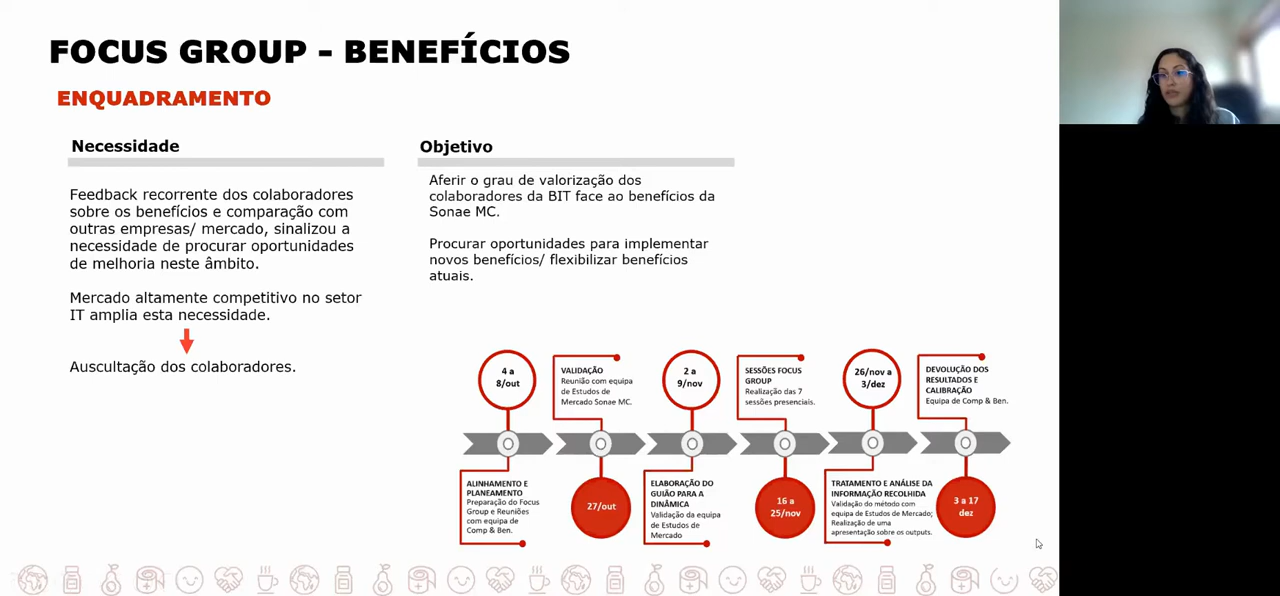 FOCUS GROUP - BENEFÍCIOS
ENQUADRAMENTO
Necessidade
Feedback recorrente dos colaboradores
sobre os benefícios e comparação com
outras empresas/ mercado, sinalizou a
necessidade de procurar oportunidades
de melhoria neste âmbito.
Mercado altamente competitivo no setor
IT amplia esta necessidade.
Auscultação dos colaboradores.
Objetivo
Aferir o grau de valorização dos
colaboradores da BIT face ao benefícios da
Sonae MC.
Procurar oportunidades para implementar
novos benefícios/ flexibilizar benefícios
atuais.
4 a
8/out
ALINHAMENTO E
PLANEAMENTO
Preparação do Focus
Group e Reuniões
com equipa de
Comp & Ben.
VALIDAÇÃO
Reunião com equipa
de Estudos de
Mercado Sonae MC.
27/out
2 a
9/nov
ELABORAÇÃO DO
GUIÃO PARA A
DINÂMICA
Validação da equipa
de Estudos de
Mercado
SESSÕES FOCUS
GROUP
Realização das 7
sessões presenciais.
16 a
25/nov
26/nov a
3/dez
TRATAMENTO E ANÁLISE DA
INFORMAÇÃO RECOLHIDA
Validação do método com
equipa de Estudos de Mercado;
Realização de uma
apresentação sobre os outputs.
DEVOLUÇÃO DOS
RESULTADOS E
CALIBRAÇÃO
Equipa de Comp & Ben.
3 a 17
dez